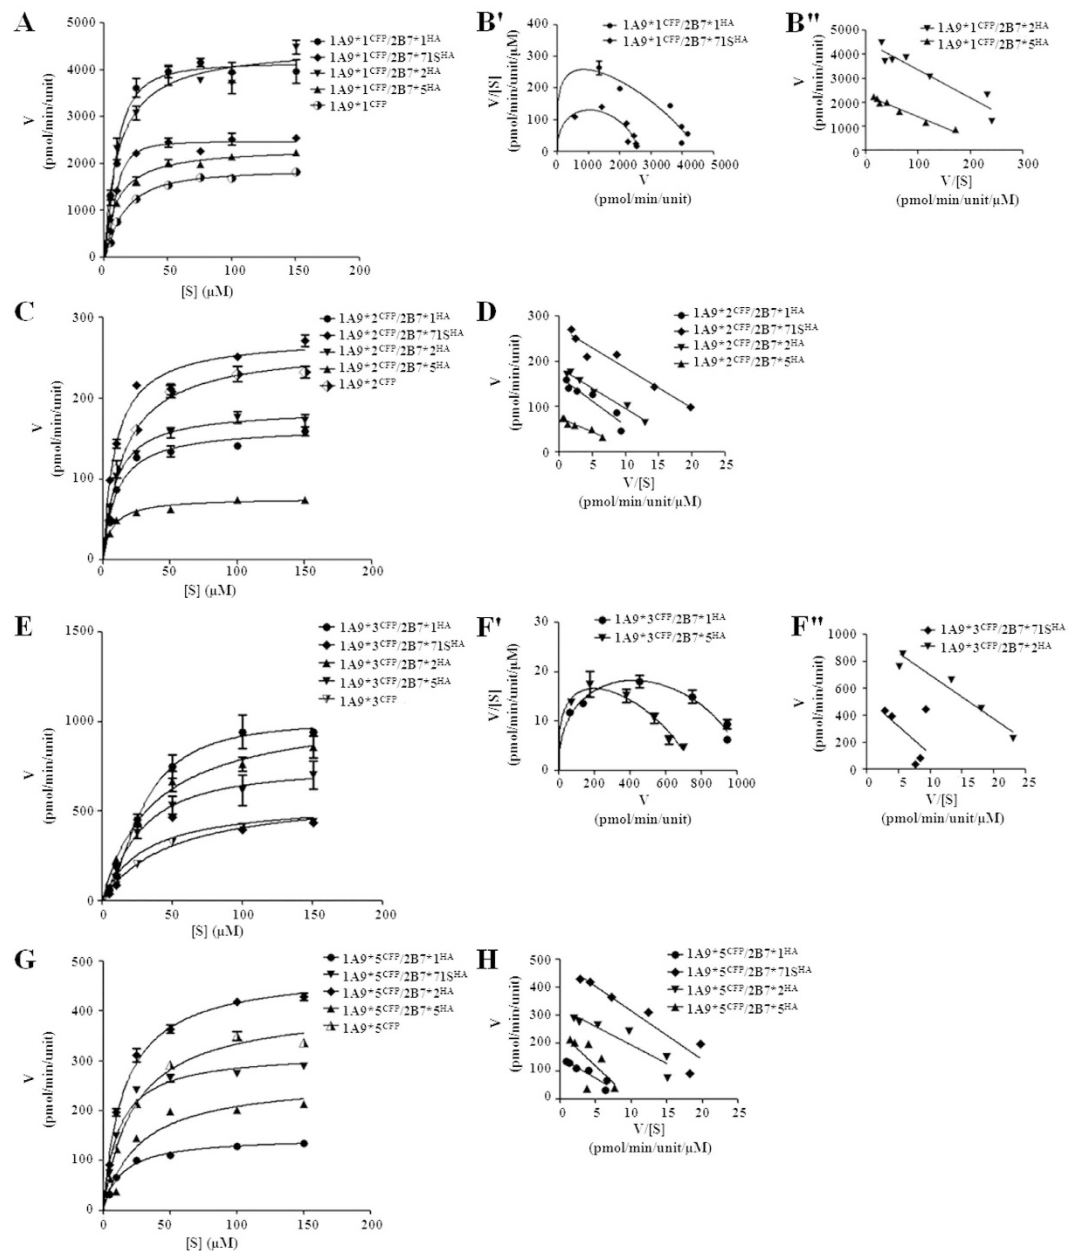 A
V
(pmol/min/unit)
5000
4000
3000
2000
1000
0
0 50 100 150 200
[S] (µM)
1A9*1CFP/2B7*1HA
1A9*1CFP/2B7*71SHA
1A9*1CFP/2B7*2HA
1A9*1CFP/2B7*5HA
1A9*1CFP
B'
V/[S]
(pmol/min/unit/µM)
400
300
200
100
0
0 1000 2000 3000 4000 5000
V
(pmol/min/unit)
1A9*1CFP/2B7*1HA
1A9*1CFP/2B7*71SHA
B"
V
(pmol/min/unit)
5000
4000
3000
2000
1000
0
0 100 200 300
V/[S]
(pmol/min/unit/µM)
1A9*1CFP/2B7*2HA
1A9*1CFP/2B7*5HA
C
V
(pmol/min/unit)
300
200
100
0
0 50 100 150 200
[S] (µM)
1A9*2CFP/2B7*1HA
1A9*2CFP/2B7*71SHA
1A9*2CFP/2B7*2HA
1A9*2CFP/2B7*5HA
1A9*2CFP
D
V
(pmol/min/unit)
300
200
100
0
0 5 10 15 20 25
V/[S]
(pmol/min/unit/µM)
1A9*2CFP/2B7*1HA
1A9*2CFP/2B7*71SHA
1A9*2CFP/2B7*2HA
1A9*2CFP/2B7*5HA
E
V
(pmol/min/unit)
1500
1000
500
0
0 50 100 150 200
[S] (µM)
1A9*3CFP/2B7*1HA
1A9*3CFP/2B7*71SHA
1A9*3CFP/2B7*2HA
1A9*3CFP/2B7*5HA
1A9*3CFP
F'
V/[S]
(pmol/min/unit/µM)
30
20
10
0
0 200 400 600 800 1000
V
(pmol/min/unit)
1A9*3CFP/2B7*1HA
1A9*3CFP/2B7*5HA
F"
V
(pmol/min/unit)
1000
800
600
400
200
0
0 5 10 15 20 25
V/[S]
(pmol/min/unit/µM)
1A9*3CFP/2B7*71SHA
1A9*3CFP/2B7*2HA
G
V
(pmol/min/unit)
500
400
300
200
100
0
0 50 100 150 200
[S] (µM)
1A9*5CFP/2B7*1HA
1A9*5CFP/2B7*71SHA
1A9*5CFP/2B7*2HA
1A9*5CFP/2B7*5HA
1A9*5CFP
H
V
(pmol/min/unit)
500
400
300
200
100
0
0 5 10 15 20 25
V/[S]
(pmol/min/unit/µM)
1A9*5CFP/2B7*1HA
1A9*5CFP/2B7*71SHA
1A9*5CFP/2B7*2HA
1A9*5CFP/2B7*5HA